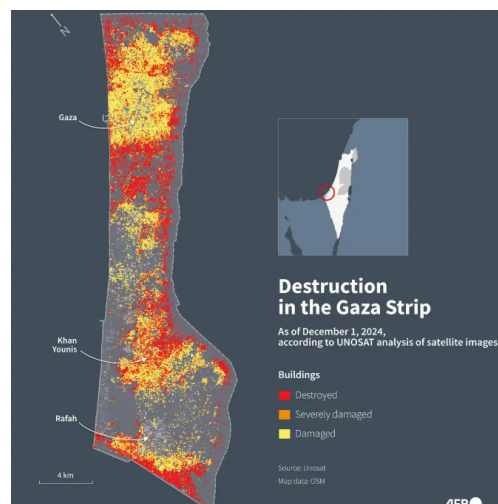 N
Gaza
Destruction
in the Gaza Strip
As of December 1, 2024,
according to UNOSAT analysis of satellite images
Buildings
Destroyed
Severely damaged
Damaged
Khan
Younis
Rafah
4 km
Source: Unosat
Map data: OSM
AFP